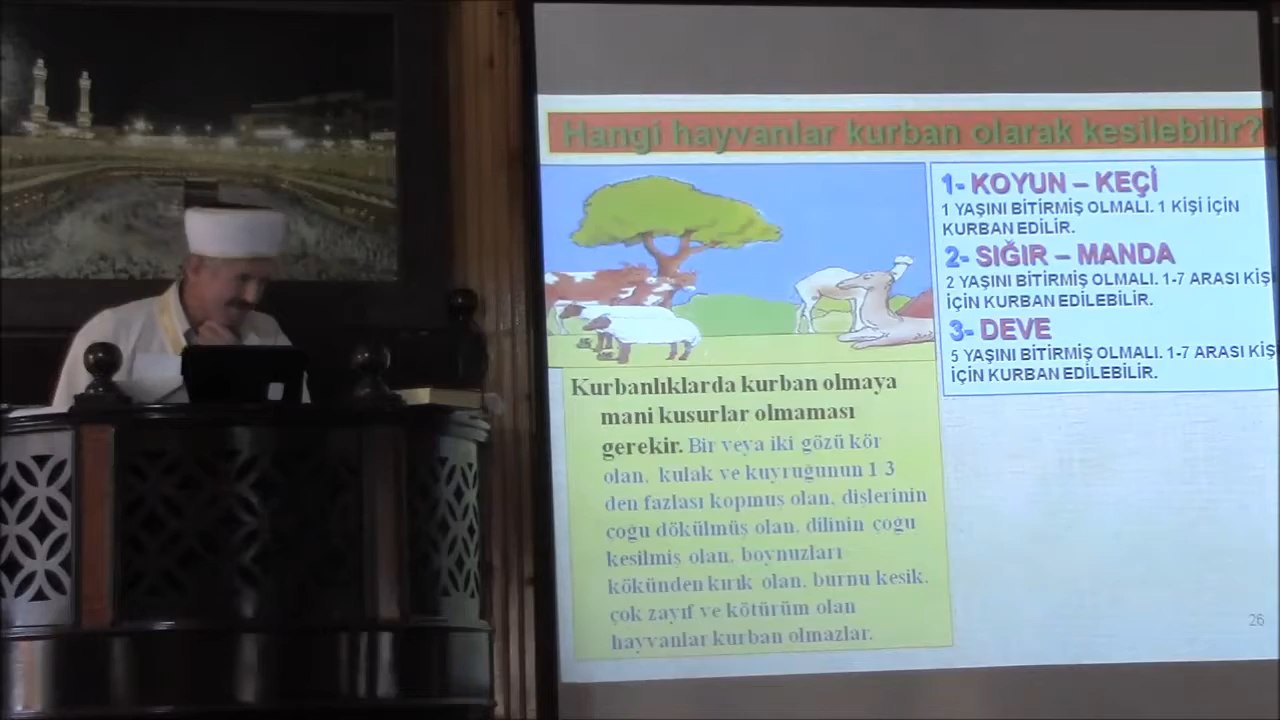 Hangi hayvanlar kurban olarak kesilebilir?
1- KOYUN – KEÇİ
1 YAŞINI BİTİRMİŞ OLMALI. 1 KİŞİ İÇİN
KURBAN EDİLİR.
2- SIĞIR – MANDA
2 YAŞINI BİTİRMİŞ OLMALI. 1-7 ARASI KİŞİ
İÇİN KURBAN EDİLEBİLİR.
3- DEVE
5 YAŞINI BİTİRMİŞ OLMALI. 1-7 ARASI KİŞ
İÇİN KURBAN EDİLEBİLİR.
Kurbanlıklarda kurban olmaya
mani kusurlar olmaması
gerekir. Bir veya iki gözü kör
olan, kulak ve kuyruğunun 1 3
den fazlası kopmuş olan, dişlerinin
çoğu dökülmüş olan, dilinin çoğu
kesilmiş olan, boynuzları
kökünden kırık olan, burnu kesik,
çok zayıf ve kötürüm olan
hayvanlar kurban olmazlar.
26